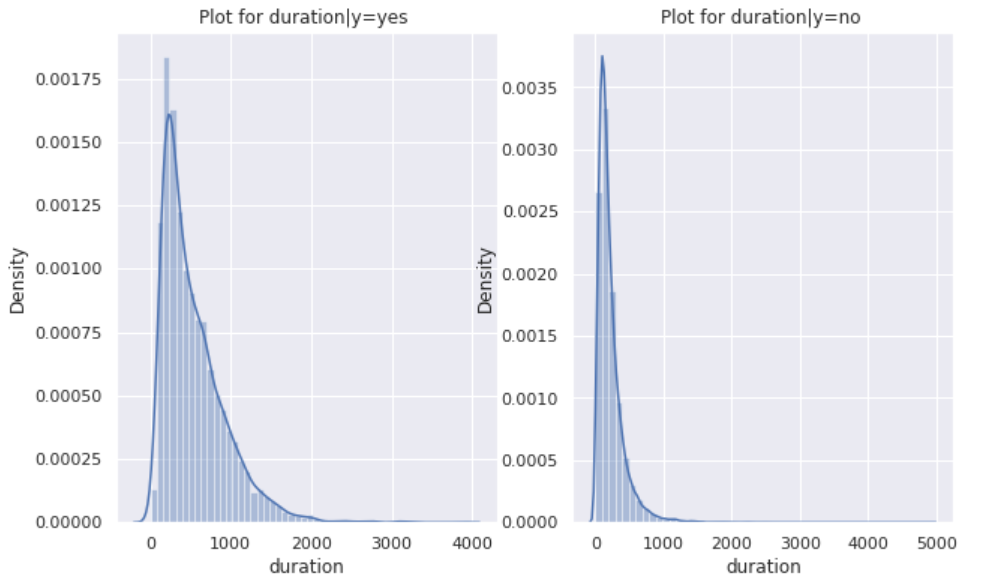 Plot for duration|y=yes
Density
0.00175
0.00150
0.00125
0.00100
0.00075
0.00050
0.00025
0.00000
0 1000 2000 3000 4000
duration
Plot for duration|y=no
Density
0.0035
0.0030
0.0025
0.0020
0.0015
0.0010
0.0005
0.0000
0 1000 2000 3000 4000 5000
duration